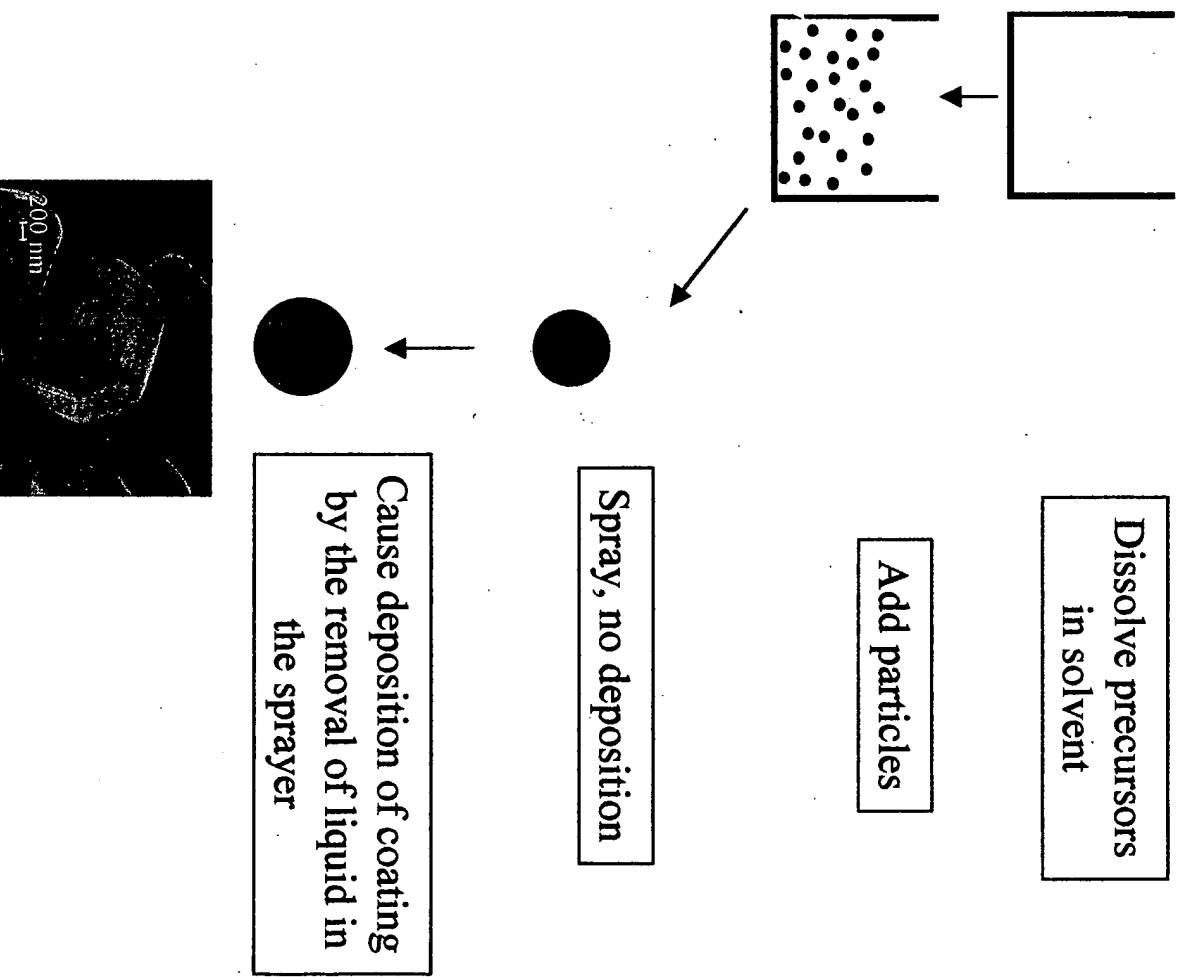 Dissolve precursors
in solvent
Add particles
Spray, no deposition
Cause deposition of coating
by the removal of liquid in
the sprayer
200 nm